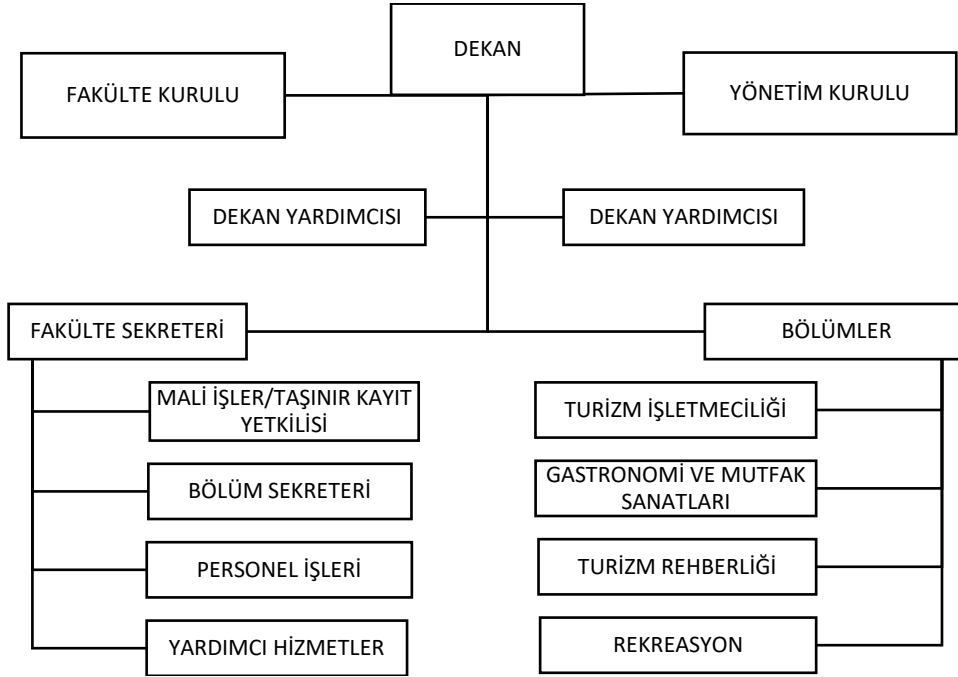 DEKAN
FAKÜLTE KURULU
YÖNETİM KURULU
DEKAN YARDIMCISI
DEKAN YARDIMCISI
FAKÜLTE SEKRETERİ
BÖLÜMLER
MALİ İŞLER/TAŞINIR KAYIT
YETKİLİSİ
TURİZM İŞLETMECİLİĞİ
BÖLÜM SEKRETERİ
GASTRONOMİ VE MUTFAK
SANATLARI
PERSONEL İŞLERİ
TURİZM REHBERLİĞİ
YARDIMCI HİZMETLER
REKREASYON